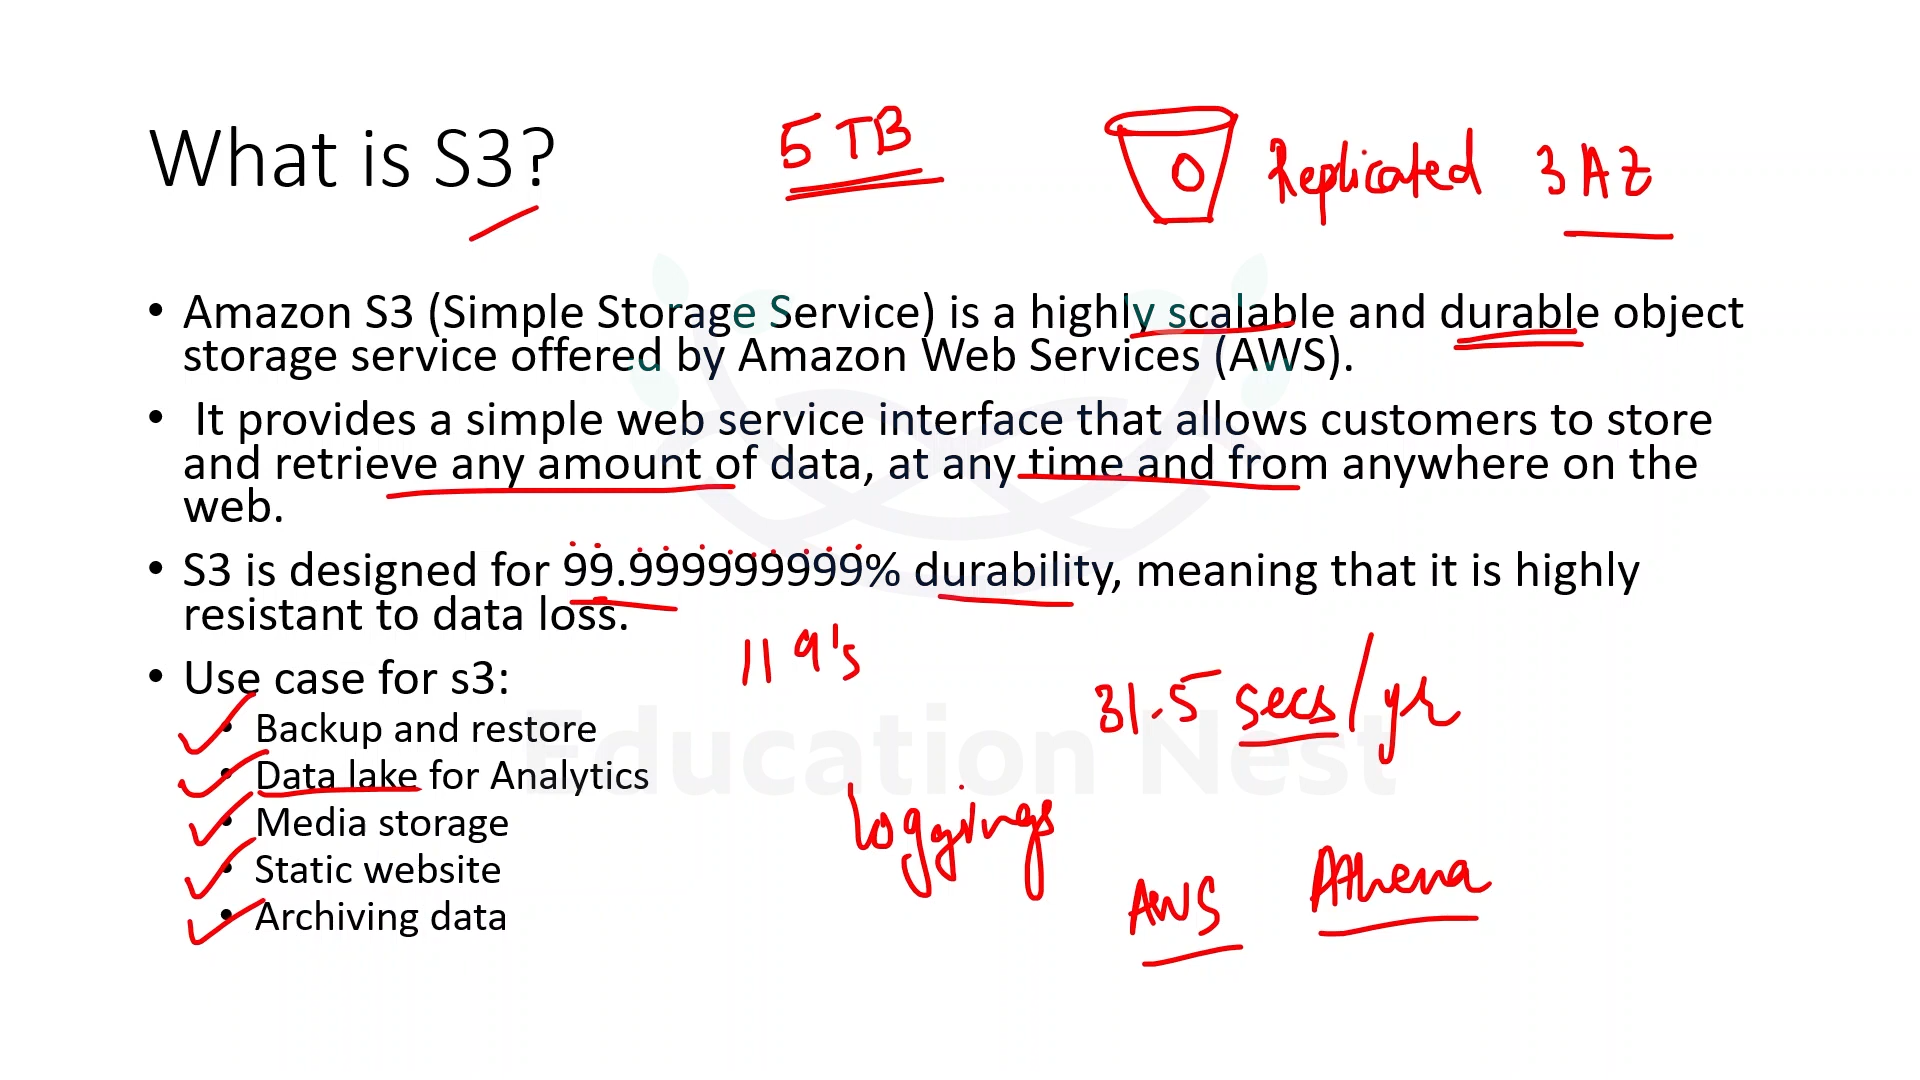 What is S3?
5 TB
O Replicated 3 AZ
• Amazon S3 (Simple Storage Service) is a highly scalable and durable object
storage service offered by Amazon Web Services (AWS).
• It provides a simple web service interface that allows customers to store
and retrieve any amount of data, at any time and from anywhere on the
web.
• S3 is designed for 99.999999999% durability, meaning that it is highly
resistant to data loss.
11 9's
• Use case for s3:
31.5 secs/yr
• Backup and restore
• Data lake for Analytics
• Media storage
• Static website
• Archiving data
loggings
AWS Athena
Education Nest